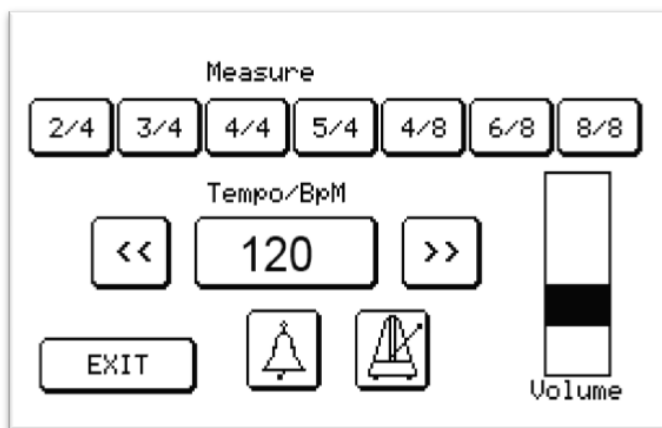 Measure
2/4 3/4 4/4 5/4 4/8 6/8 8/8
Tempo/BpM
<< 120 >>
EXIT
Volume